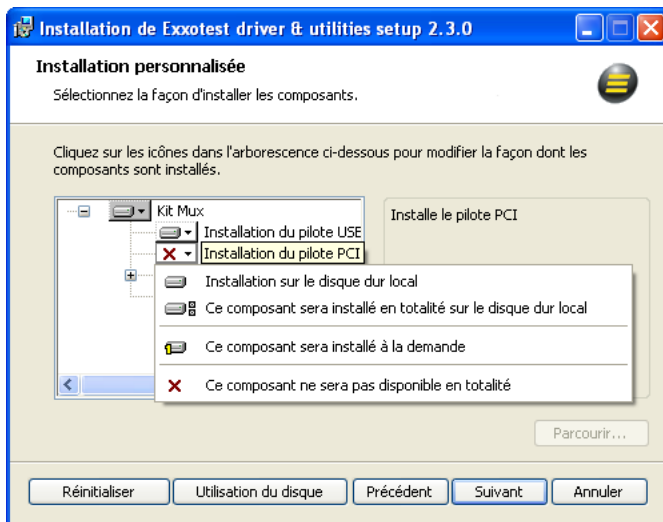 Installation de Exxotest driver & utilities setup 2.3.0
Installation personnalisée
Sélectionnez la façon d'installer les composants.
Cliquez sur les icônes dans l'arborescence ci-dessous pour modifier la façon dont les
composants sont installés.
Kit Mux
Installation du pilote USE
Installation du pilote PCI
Installe le pilote PCI
Installation sur le disque dur local
Ce composant sera installé en totalité sur le disque dur local
Ce composant sera installé à la demande
Ce composant ne sera pas disponible en totalité
Parcourir...
Réinitialiser
Utilisation du disque
Précédent
Suivant
Annuler